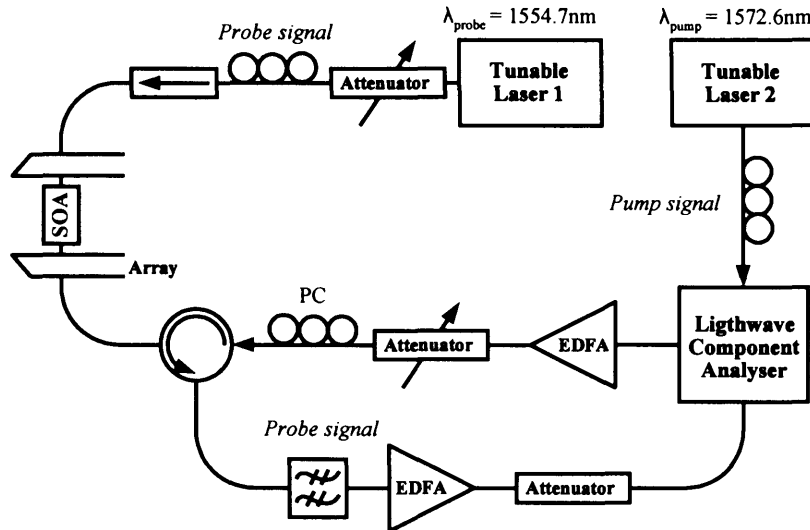 λprobe = 1554.7nm
λpump = 1572.6nm
Probe signal
Attenuator
Tunable
Laser 1
Tunable
Laser 2
Pump signal
SOA
Array
PC
Attenuator
EDFA
Ligthwave
Component
Analyser
Probe signal
EDFA
Attenuator